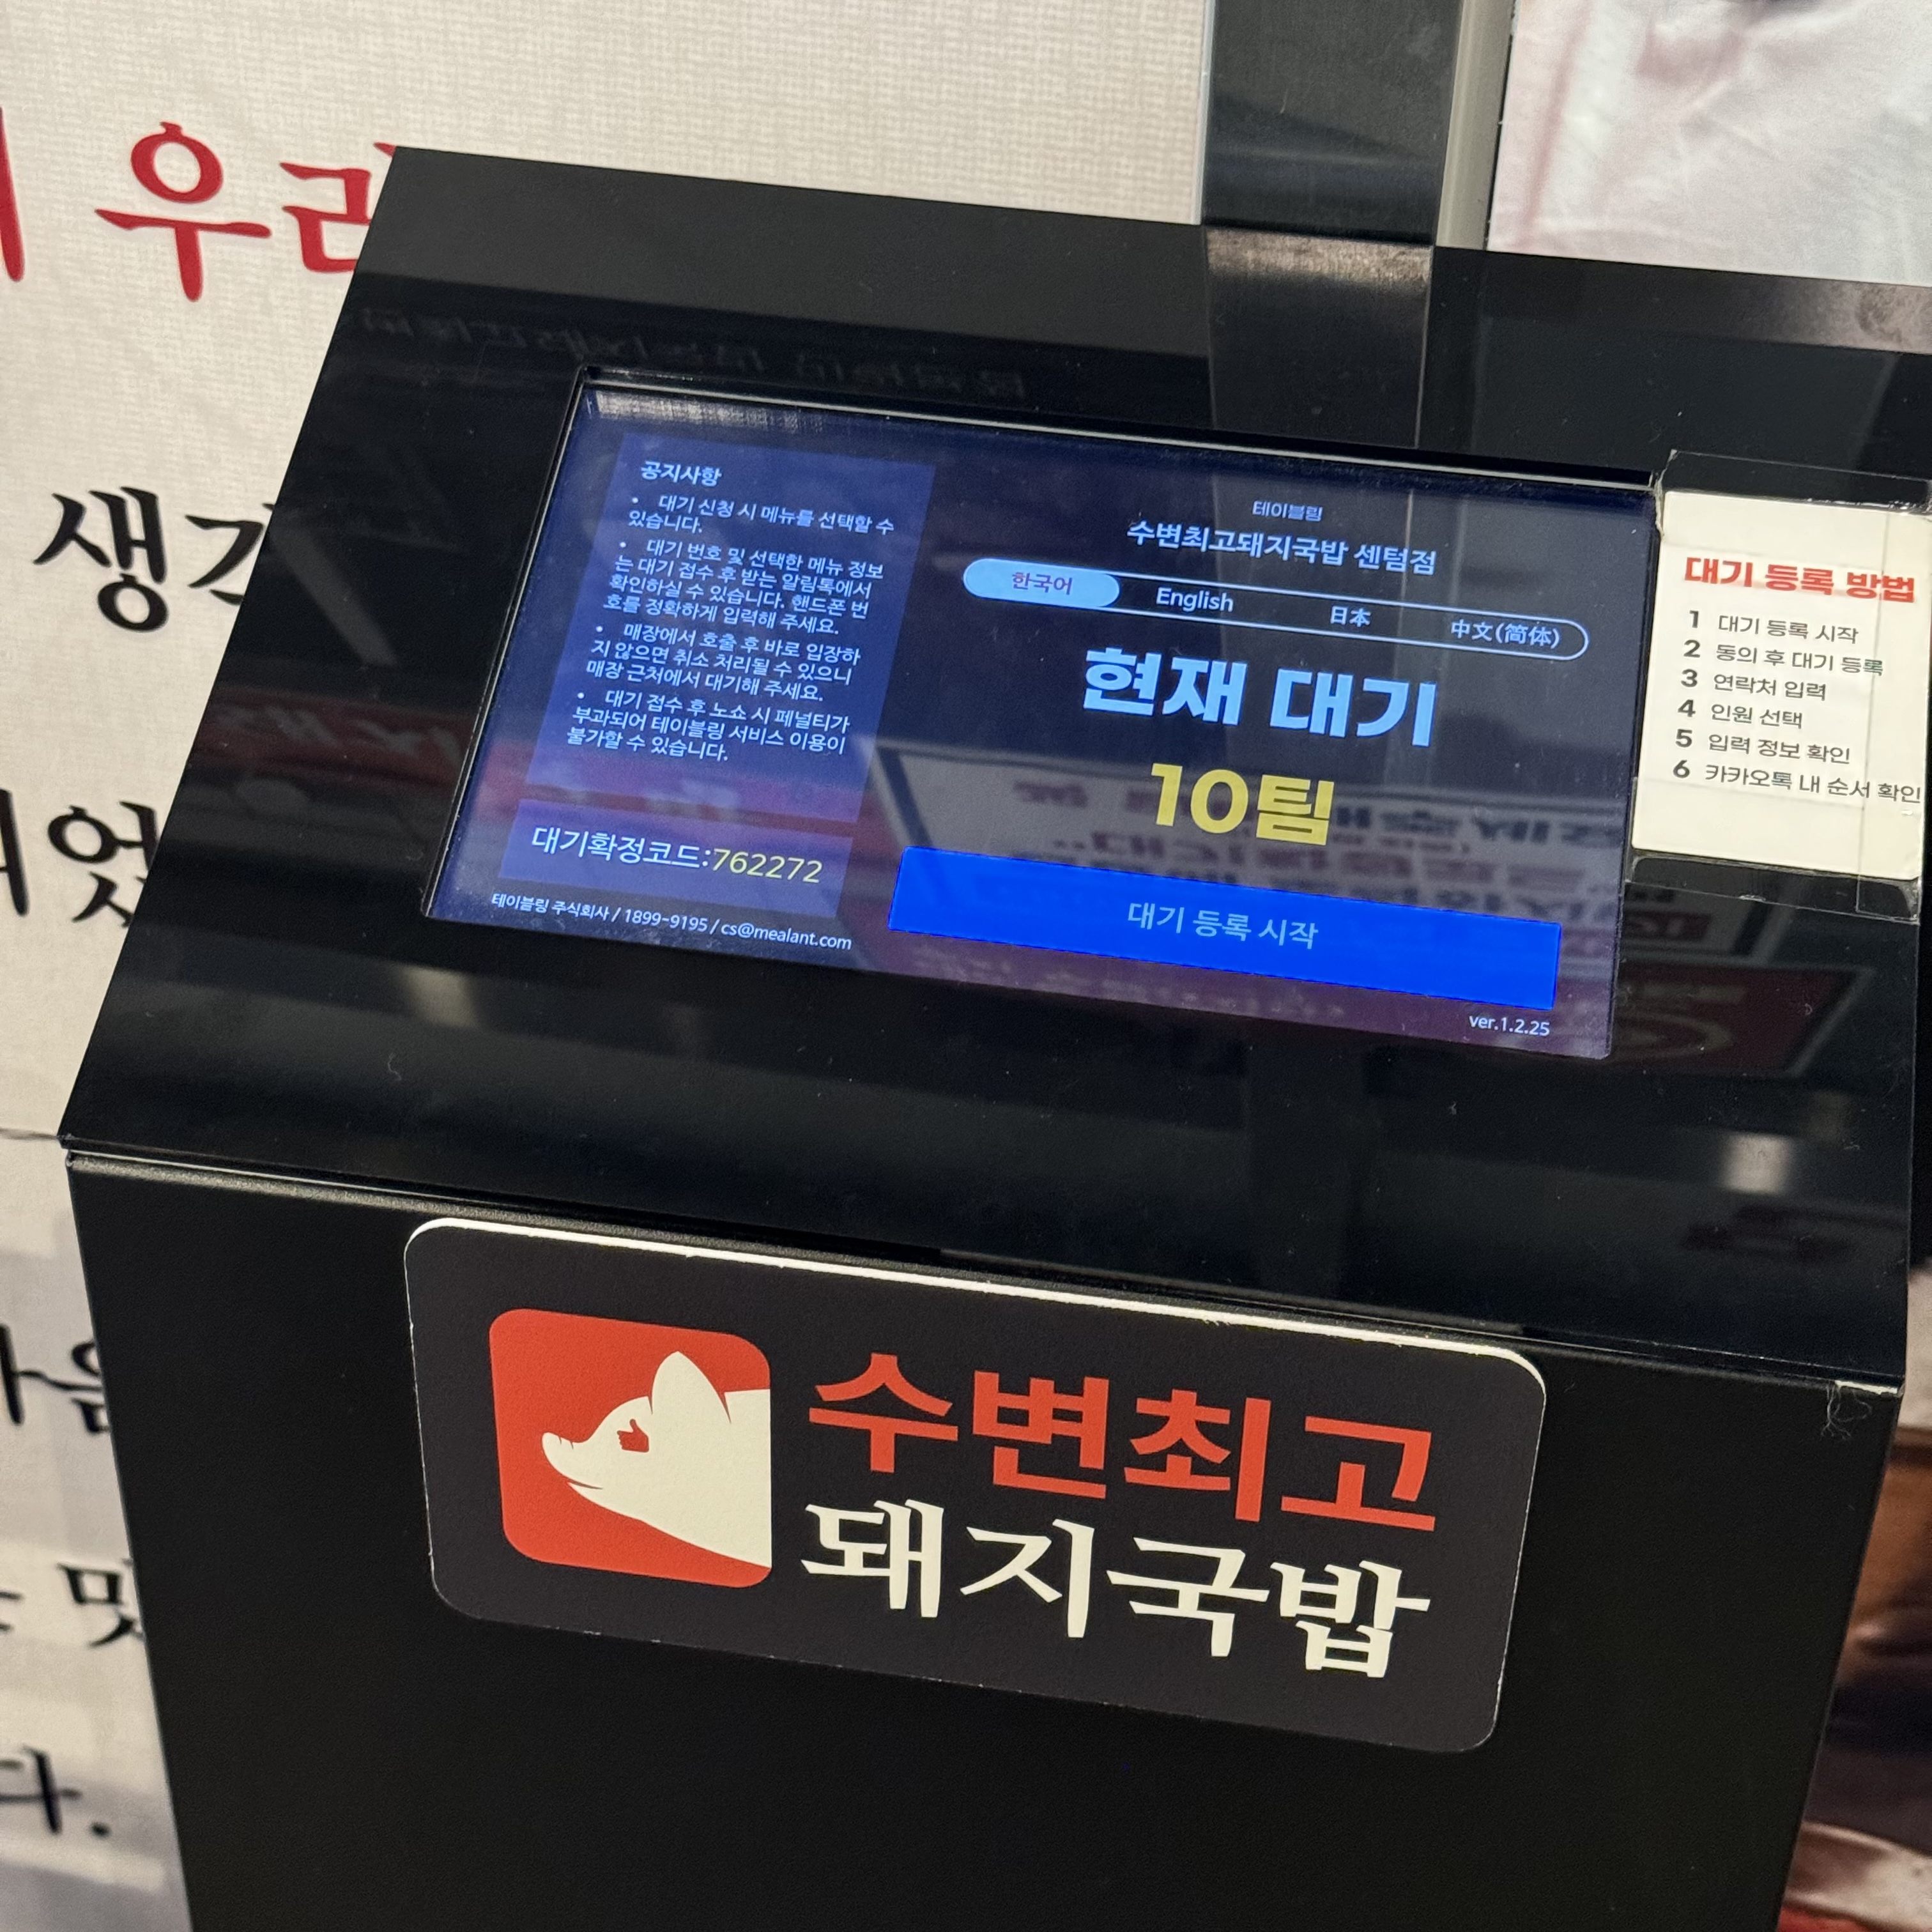 우리
생각
공지사항
• 대기 신청 시 메뉴를 선택할 수
있습니다.
• 대기 번호 및 선택한 메뉴 정보
는 대기 접수 후 받는 알림톡에서
확인하실 수 있습니다. 핸드폰 번
호를 정확하게 입력해 주세요.
• 매장에서 호출 후 바로 입장하
지 않으면 취소 처리될 수 있으니
매장 근처에서 대기해 주세요.
• 대기 접수 후 노쇼 시 페널티가
부과되어 테이블링 서비스 이용이
불가할 수 있습니다.
대기확정코드:762272
테이블링 주식회사 / 1899-9195 / cs@mealant.com
테이블링
수변최고돼지국밥 센텀점
한국어 English 日本 中文(简体)
현재 대기
10팀
대기 등록 시작
ver.1.2.25
대기 등록 방법
1 대기 등록 시작
2 동의 후 대기 등록
3 연락처 입력
4 인원 선택
5 입력 정보 확인
6 카카오톡 내 순서 확인
수변최고
돼지국밥
다.